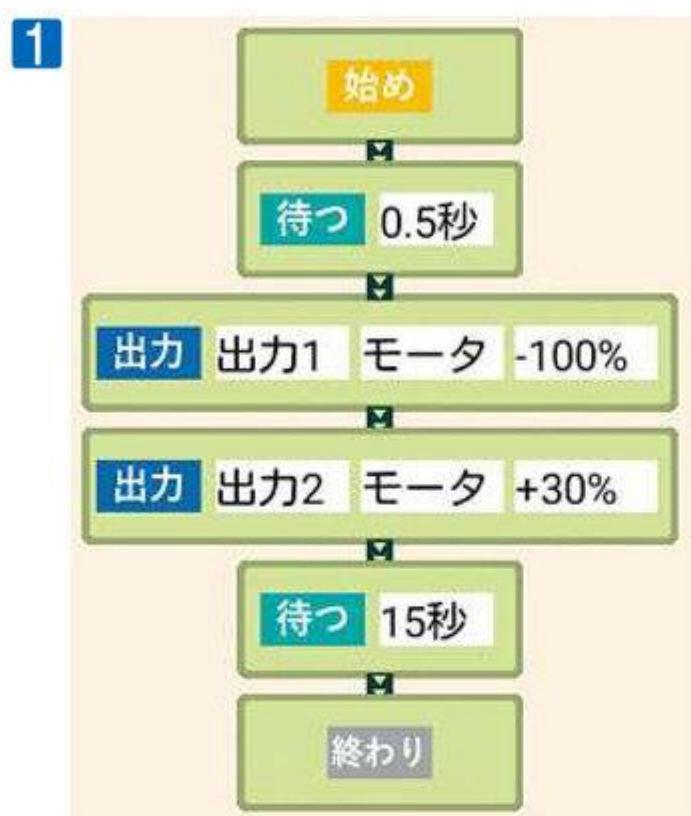 1
始め
待つ 0.5秒
出力 出力1 モータ -100%
出力 出力2 モータ +30%
待つ 15秒
終わり